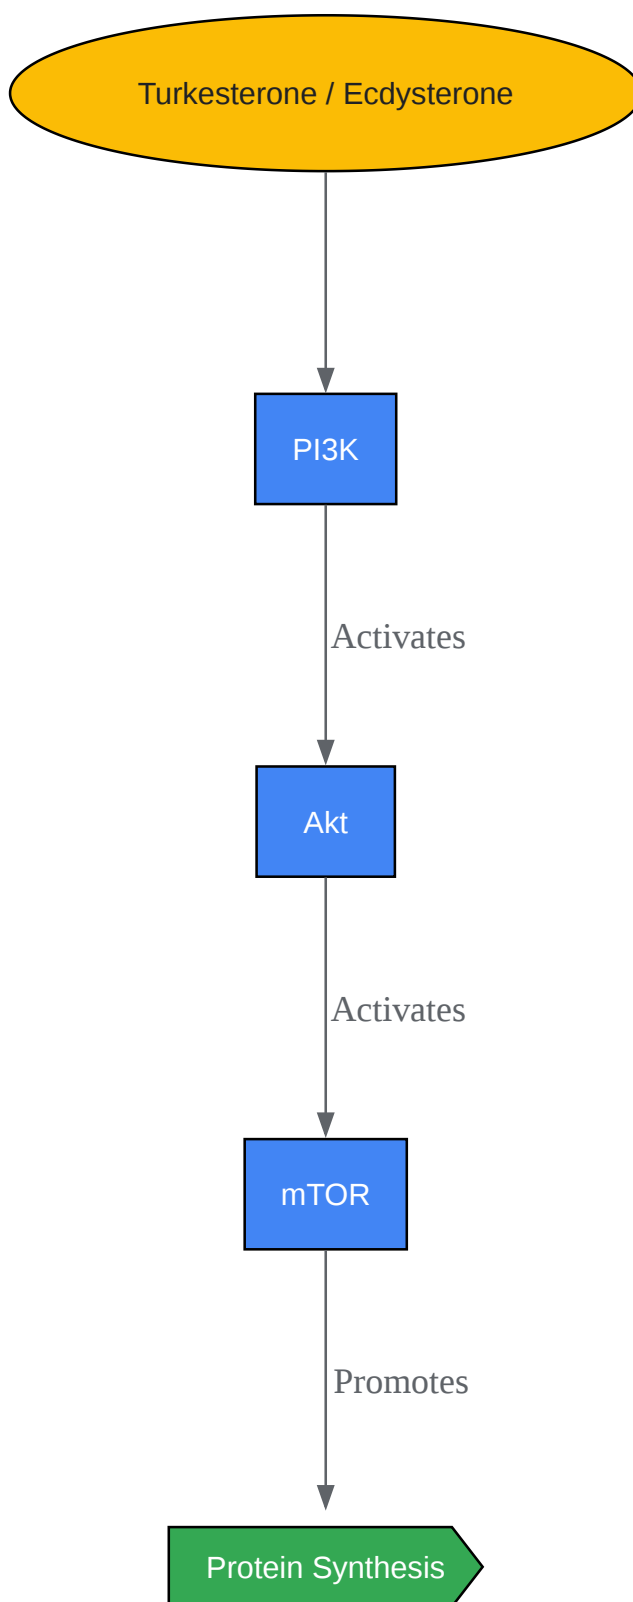 Turkesterone / Ecdysterone
PI3K
Activates
Akt
Activates
mTOR
Promotes
Protein Synthesis